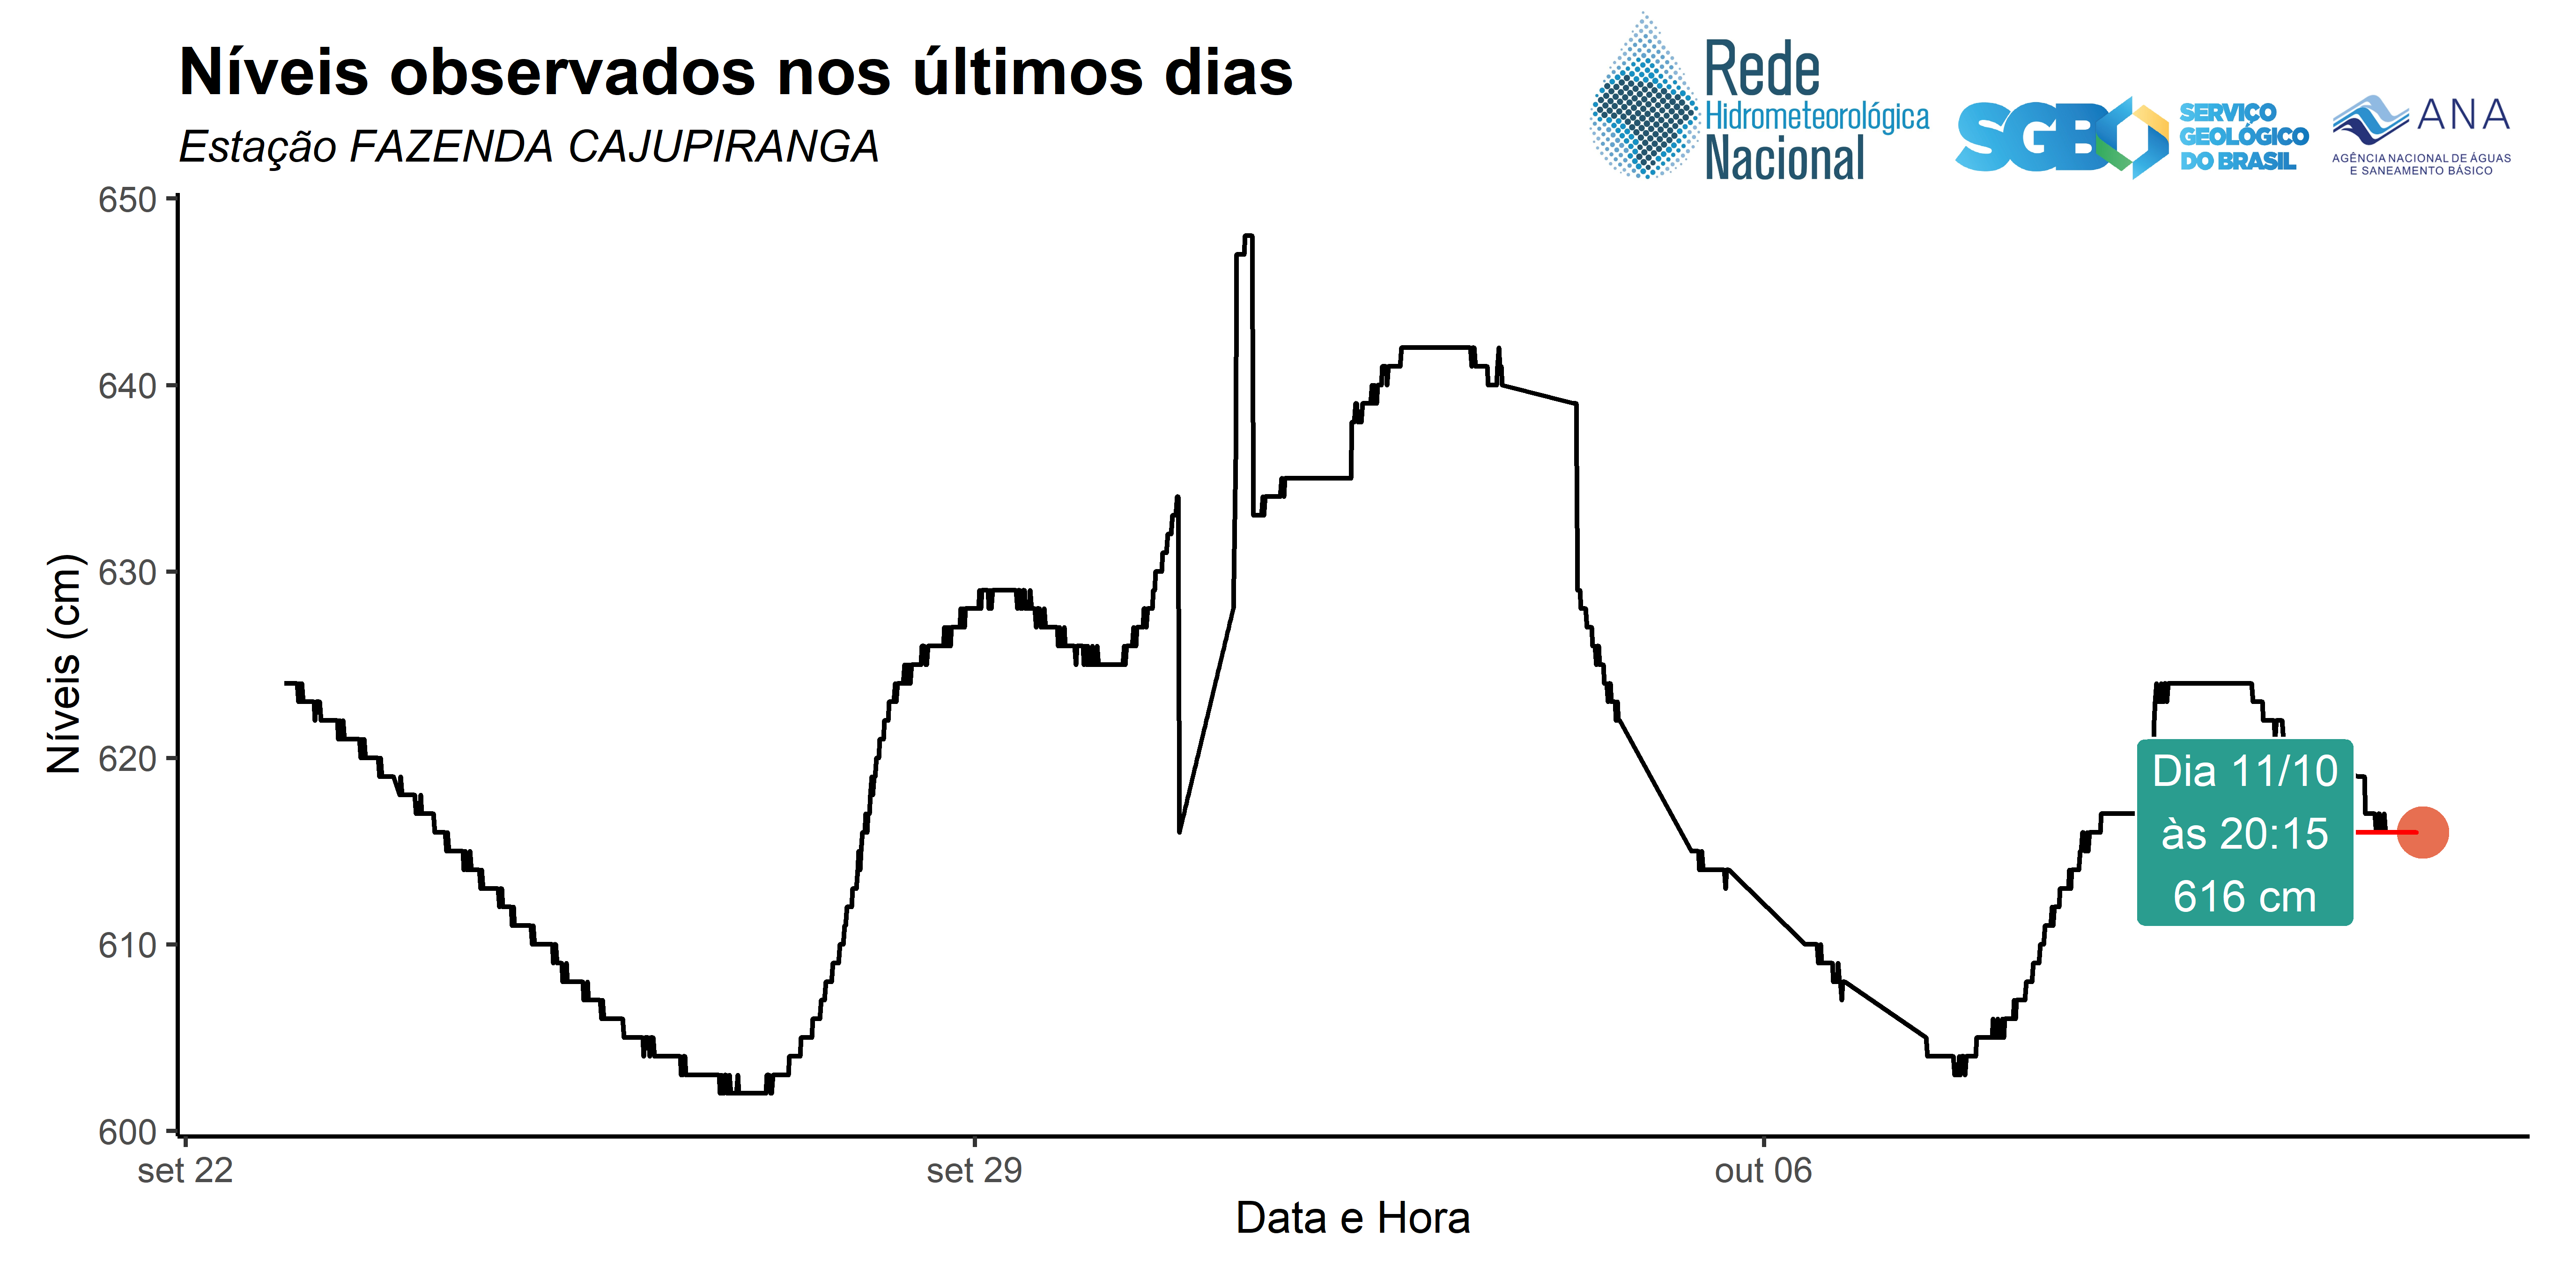 Níveis observados nos últimos dias
Estação FAZENDA CAJUPIRANGA
Rede
Hidrometeorológica
Nacional
SGB
SERVIÇO
GEOLÓGICO
DO BRASIL
ANA
AGÊNCIA NACIONAL DE ÁGUAS
E SANEAMENTO BÁSICO
Níveis (cm)
650
640
630
620
610
600
Dia 11/10
às 20:15
616 cm
set 22
set 29
out 06
Data e Hora